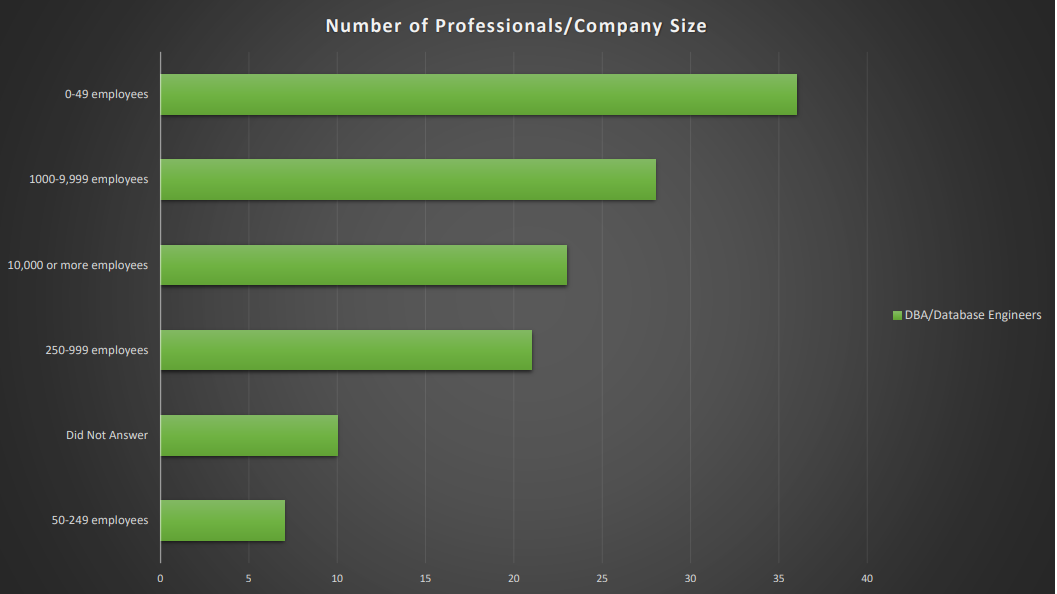 Number of Professionals/Company Size
0-49 employees
1000-9,999 employees
10,000 or more employees
250-999 employees
Did Not Answer
50-249 employees
DBA/Database Engineers
0 5 10 15 20 25 30 35 40